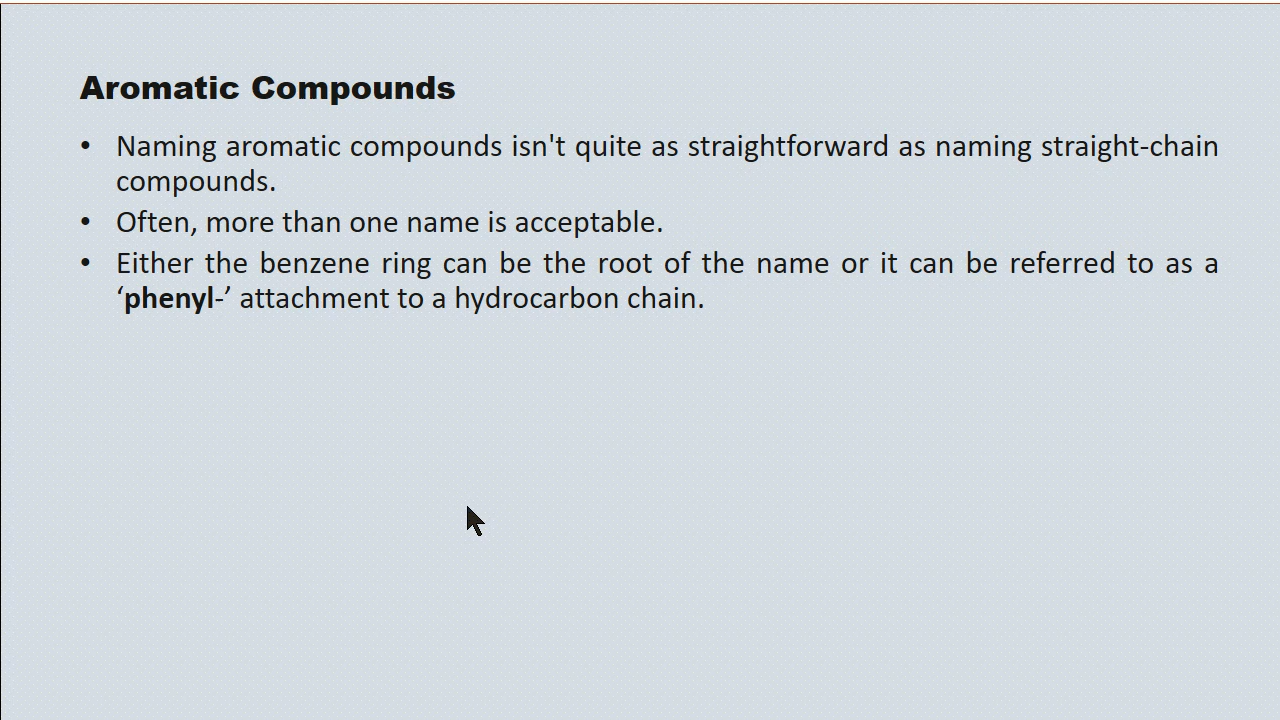 Aromatic Compounds
• Naming aromatic compounds isn't quite as straightforward as naming straight-chain
compounds.
• Often, more than one name is acceptable.
• Either the benzene ring can be the root of the name or it can be referred to as a
‘phenyl-’ attachment to a hydrocarbon chain.